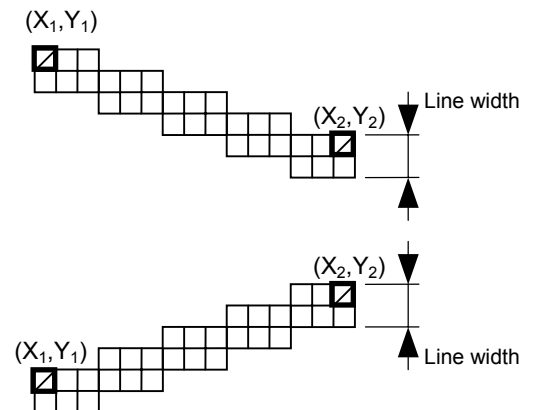 (X₁,Y₁)
Line width
(X₂,Y₂)
(X₂,Y₂)
(X₁,Y₁)
Line width